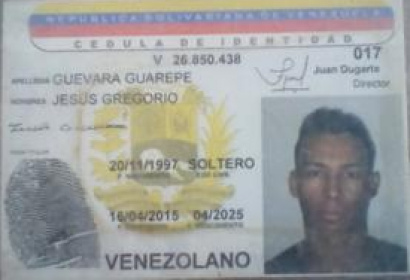 REPUBLICA BOLIVARIANA DE VENEZUELA
CEDULA DE IDENTIDAD
V 26.850.438
017
APELLIDOS GUEVARA GUAREPE
Juan Dugarte
Director
NOMBRES JESUS GREGORIO
20/11/1997 SOLTERO
F. NACIMIENTO EDO CIVIL
16/04/2015 04/2025
VENEZOLANO